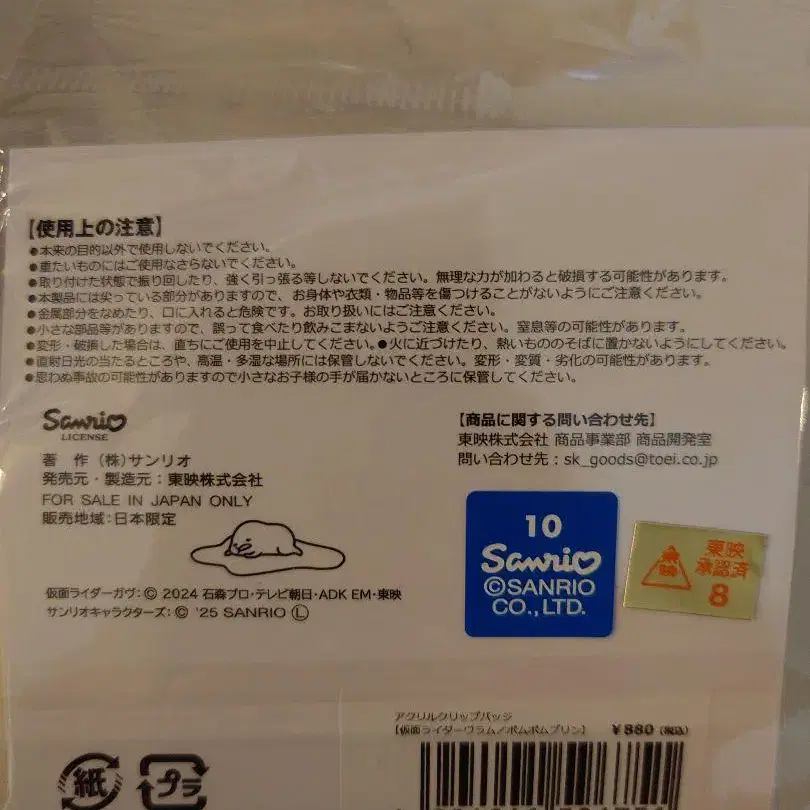 【使用上の注意】
●本来の目的以外で使用しないでください。
●重たいものにはご使用なさらないでください。
●取り付けた状態で振り回したり、強く引っ張る等しないでください。無理な力が加わると破損する可能性があります。
●本製品には尖っている部分がありますので、お身体や衣類・物品等を傷つけることがないようにご注意ください。
●金属部分をなめたり、口に入れると危険です。お取り扱いにはご注意ください。
●小さな部品等がありますので、誤って食べたり飲みこまないようご注意ください。窒息等の可能性があります。
●変形・破損した場合は、直ちにご使用を中止してください。●火に近づけたり、熱いもののそばに置かないようにしてください。
●直射日光の当たるところや、高温・多湿な場所には保管しないでください。変形・変質・劣化の可能性があります。
●思わぬ事故の可能性がありますので小さなお子様の手が届かないところに保管してください。
Sanrio
LICENSE
著 作 (株)サンリオ
発売元・製造元:東映株式会社
FOR SALE IN JAPAN ONLY
販売地域:日本限定
【商品に関する問い合わせ先】
東映株式会社 商品事業部 商品開発室
問い合わせ先:sk_goods@toei.co.jp
10
Sanrio
©SANRIO
CO.,LTD.
東映
東映
承認済
8
仮面ライダーガヴ:© 2024 石森プロ・テレビ朝日・ADK EM・東映
サンリオキャラクターズ:© '25 SANRIO Ⓛ
アクリルクリップバッジ
【仮面ライダーヴラム/ポムポムプリン】 ¥880 (税込)
紙
プラ